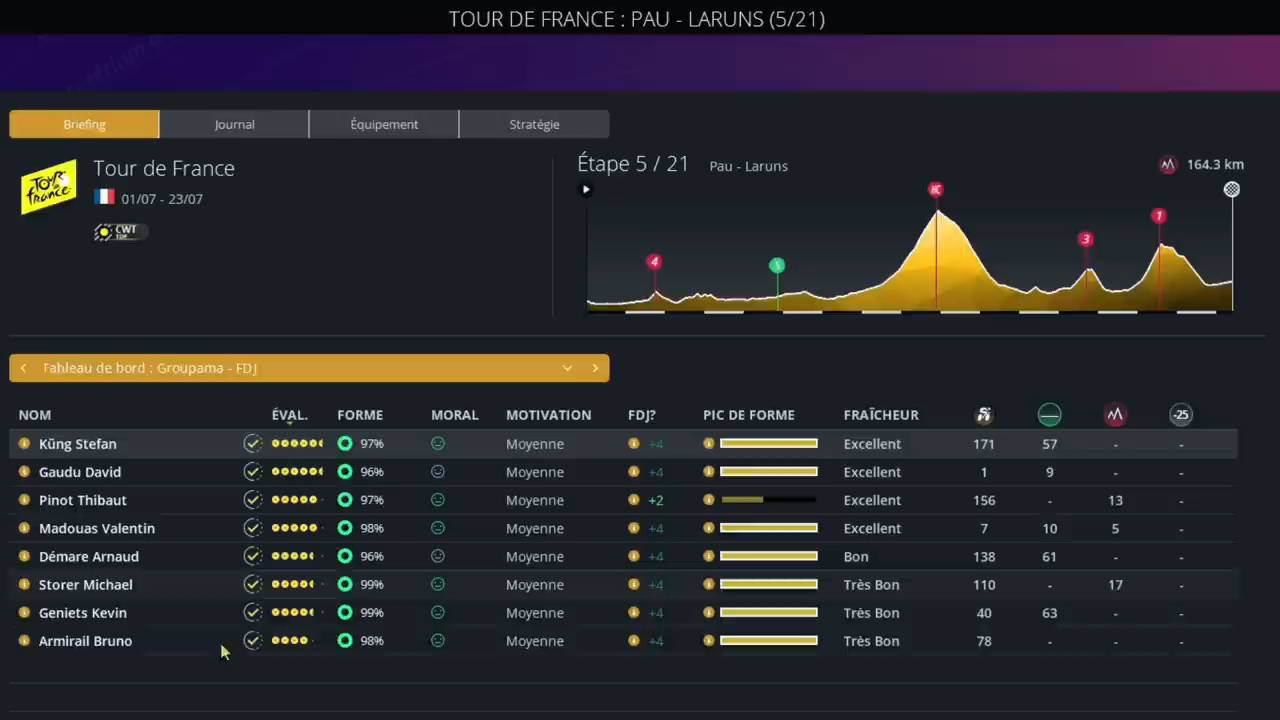 TOUR DE FRANCE : PAU - LARUNS (5/21)
Briefing Journal Équipement Stratégie
Tour de France
01/07 - 23/07
CWT
Étape 5 / 21 Pau - Laruns 164.3 km
TOUR
france
HC
4 S 3 1
Tableau de bord : Groupama - FDJ
NOM ÉVAL. FORME MORAL MOTIVATION FDJ? PIC DE FORME FRAÎCHEUR -25
Küng Stefan 97% Moyenne +4 Excellent 171 57 - -
Gaudu David 96% Moyenne +4 Excellent 1 9 - -
Pinot Thibaut 97% Moyenne +2 Excellent 156 - 13 -
Madouas Valentin 98% Moyenne +4 Excellent 7 10 5 -
Démare Arnaud 96% Moyenne +4 Bon 138 61 - -
Storer Michael 99% Moyenne +4 Très Bon 110 - 17 -
Geniets Kevin 99% Moyenne +4 Très Bon 40 63 - -
Armirail Bruno 98% Moyenne +4 Très Bon 78 - - -